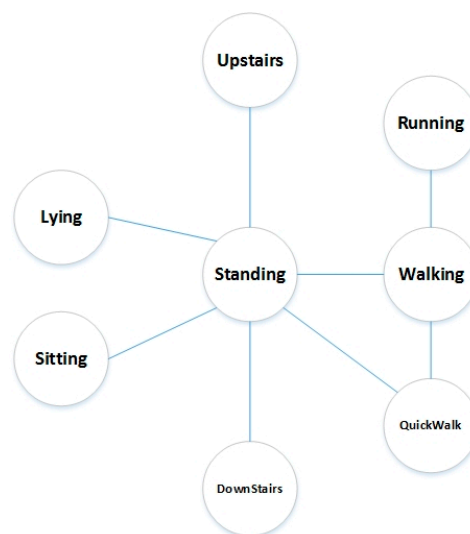 Upstairs
Running
Lying
Standing
Walking
Sitting
QuickWalk
DownStairs